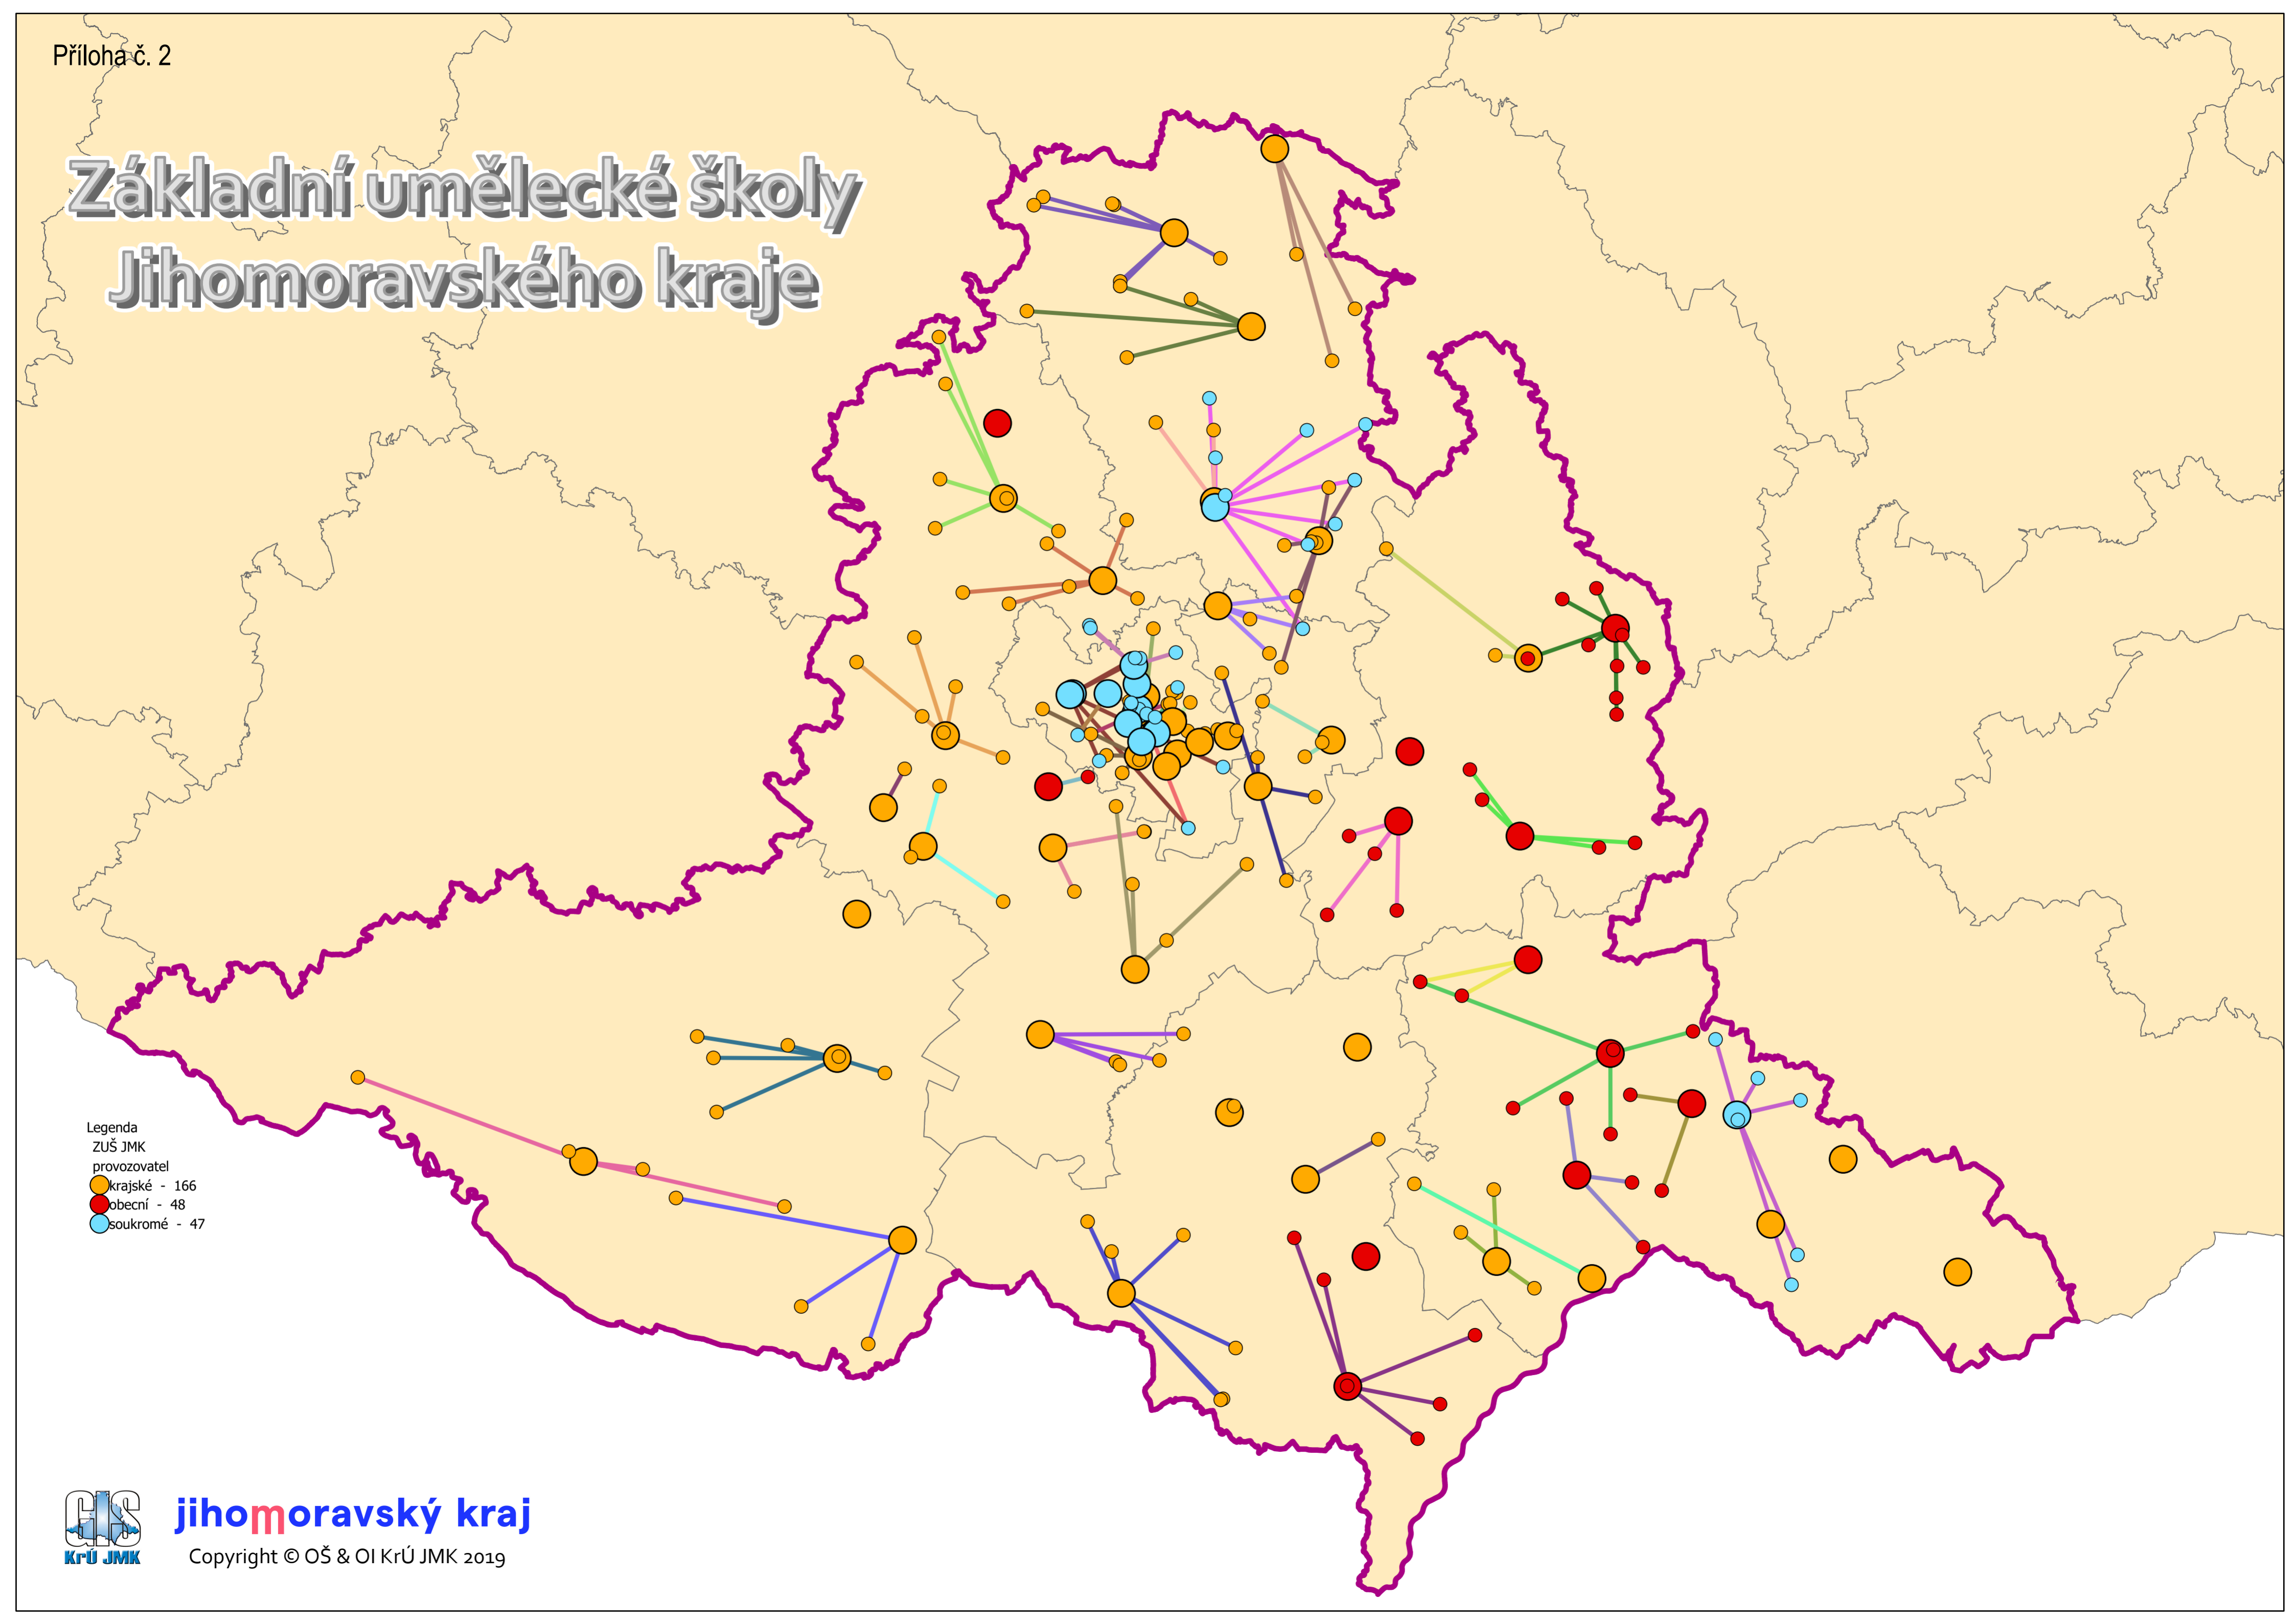 Příloha č. 2
Základní umělecké školy
Jihomoravského kraje
Legenda
ZUŠ JMK
provozovatel
krajské - 166
obecní - 48
soukromé - 47
GIS
KrÚ JMK
jihomoravský kraj
Copyright © OŠ & OI KrÚ JMK 2019